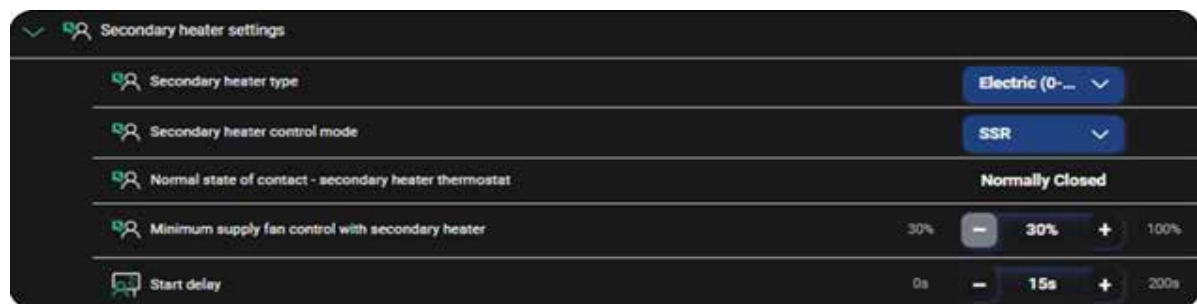 Secondary heater settings
Secondary heater type Electric (0-...
Secondary heater control mode SSR
Normal state of contact - secondary heater thermostat Normally Closed
Minimum supply fan control with secondary heater 30% − 30% + 100%
Start delay 0s − 15s + 200s